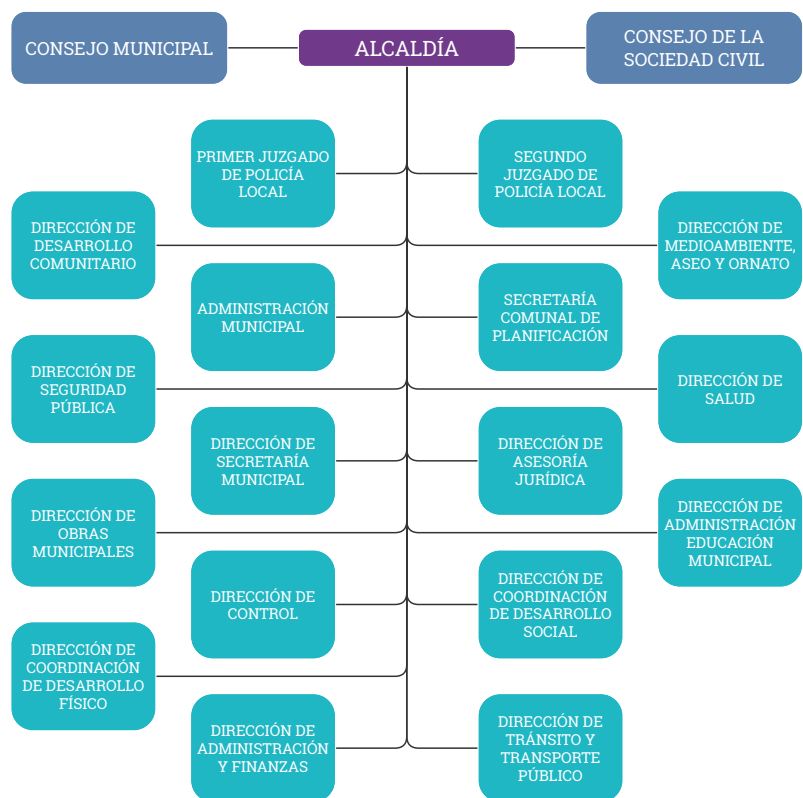 CONSEJO MUNICIPAL
ALCALDÍA
CONSEJO DE LA
SOCIEDAD CIVIL
PRIMER JUZGADO
DE POLICÍA
LOCAL
SEGUNDO
JUZGADO DE
POLICÍA LOCAL
DIRECCIÓN DE
DESARROLLO
COMUNITARIO
DIRECCIÓN DE
MEDIOAMBIENTE,
ASEO Y ORNATO
ADMINISTRACIÓN
MUNICIPAL
SECRETARÍA
COMUNAL DE
PLANIFICACIÓN
DIRECCIÓN DE
SEGURIDAD
PÚBLICA
DIRECCIÓN DE
SALUD
DIRECCIÓN DE
SECRETARÍA
MUNICIPAL
DIRECCIÓN DE
ASESORÍA
JURÍDICA
DIRECCIÓN DE
OBRAS
MUNICIPALES
DIRECCIÓN DE
ADMINISTRACIÓN
EDUCACIÓN
MUNICIPAL
DIRECCIÓN DE
CONTROL
DIRECCIÓN DE
COORDINACIÓN
DE DESARROLLO
SOCIAL
DIRECCIÓN DE
COORDINACIÓN
DE DESARROLLO
FÍSICO
DIRECCIÓN DE
ADMINISTRACIÓN
Y FINANZAS
DIRECCIÓN DE
TRÁNSITO Y
TRANSPORTE
PÚBLICO